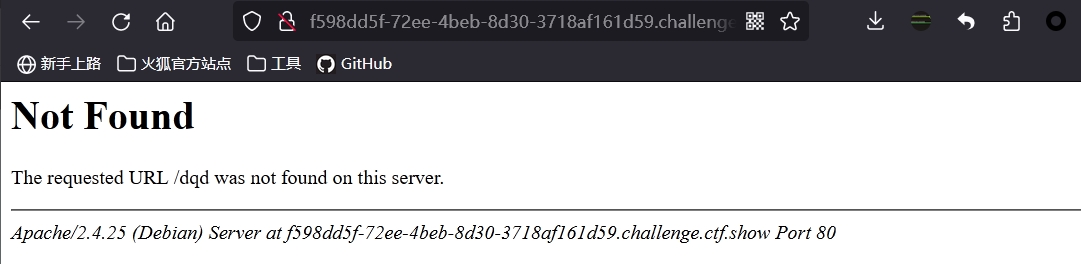 f598dd5f-72ee-4beb-8d30-3718af161d59.challenge
新手上路 火狐官方站点 工具 GitHub
Not Found
The requested URL /dqd was not found on this server.
Apache/2.4.25 (Debian) Server at f598dd5f-72ee-4beb-8d30-3718af161d59.challenge.ctf.show Port 80